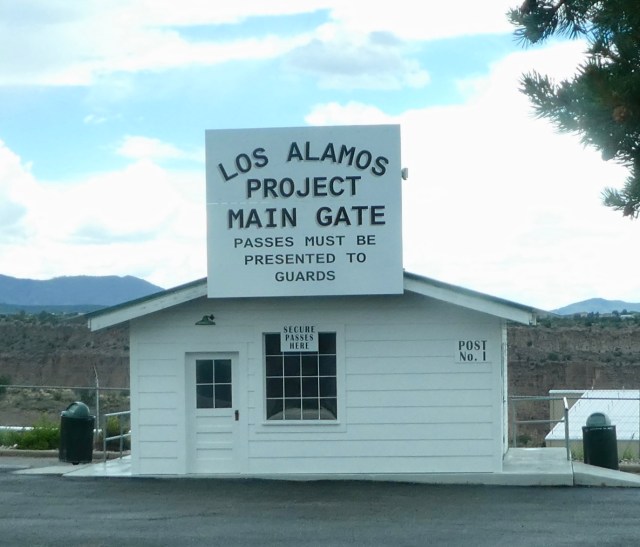 LOS ALAMOS
PROJECT
MAIN GATE
PASSES MUST BE
PRESENTED TO
GUARDS
SECURE
PASSES
HERE
POST
No. 1